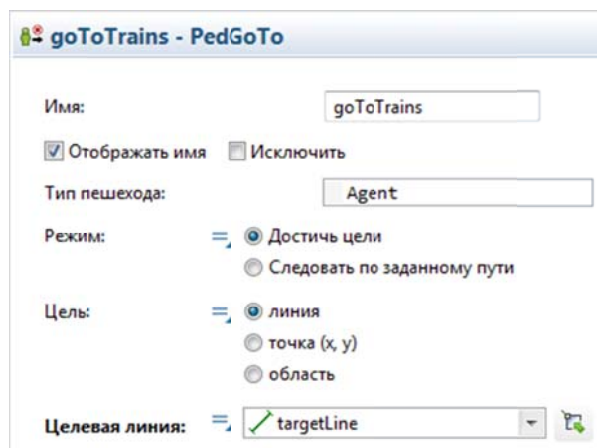 goToTrains - PedGoTo
Имя: goToTrains
Отображать имя Исключить
Тип пешехода: Agent
Режим: Достичь цели
Следовать по заданному пути
Цель: линия
точка (x, y)
область
Целевая линия: targetLine